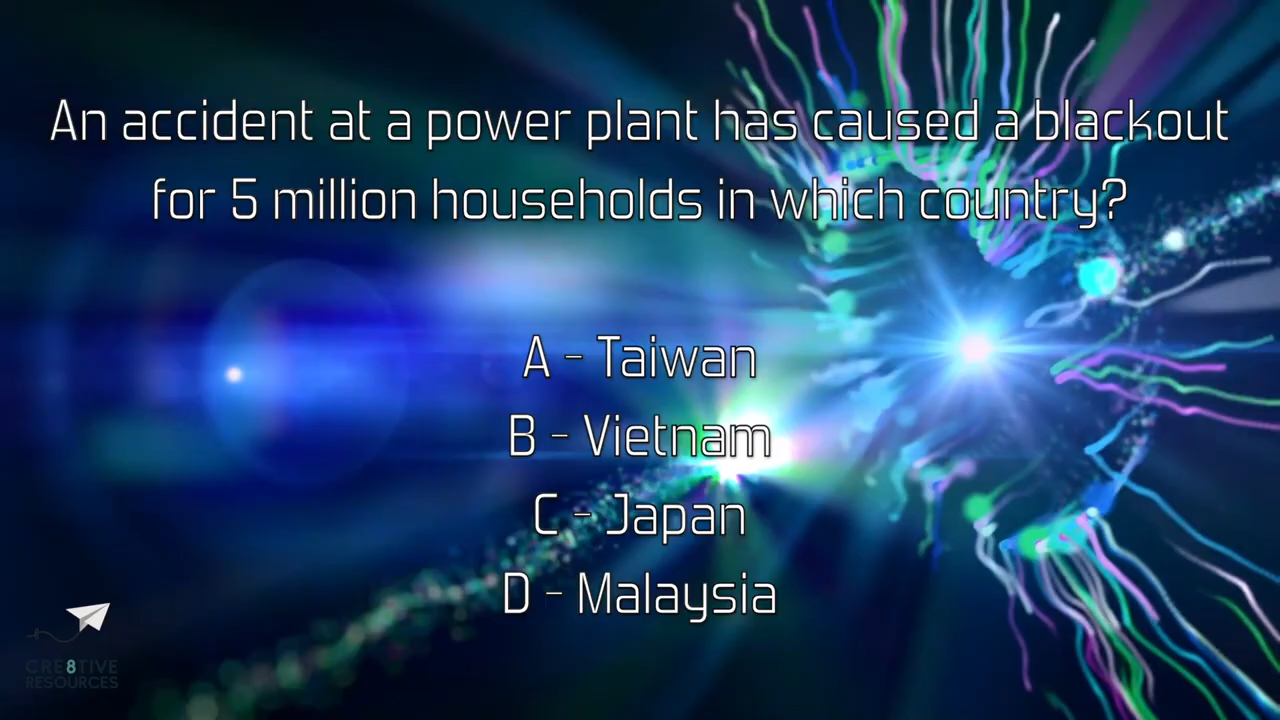 An accident at a power plant has caused a blackout
for 5 million households in which country?
A - Taiwan
B - Vietnam
C - Japan
D - Malaysia
CRE8TIVE
RESOURCES